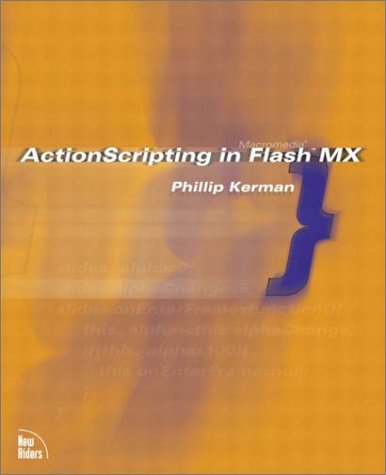 Macromedia®
ActionScripting in Flash™ MX
Phillip Kerman
}
slides._alpha=0;
slides.alphaChange=5;
slides.onEnterFrame=function(){
this._alpha+=this.alphaChange;
if(this._alpha>100){
this.onEnterFrame=null;
New
Riders